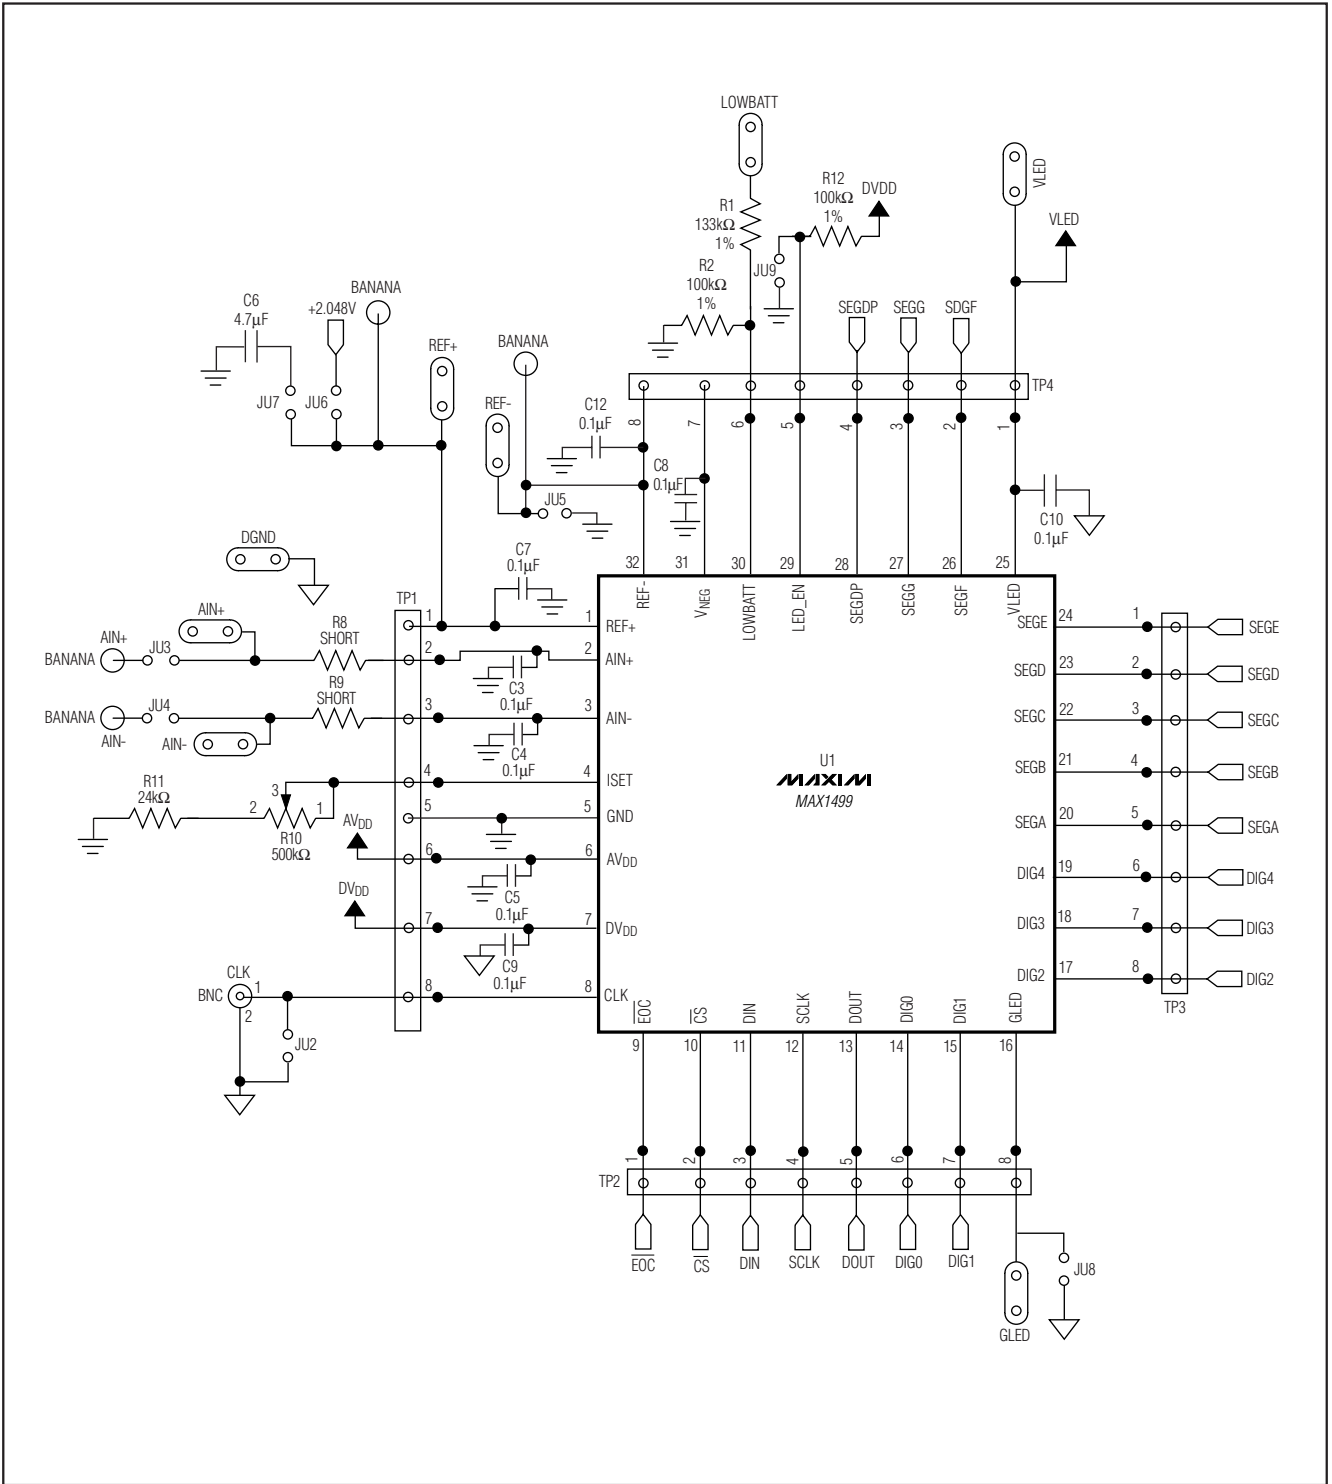 LOWBATT
VLED
R12
100kΩ
1%
DVDD
R1
133kΩ
1%
VLED
R2
100kΩ
1%
JU9
BANANA
C6
4.7µF
+2.048V
SEGDP
SEGG
SDGF
REF+
BANANA
TP4
JU7
JU6
REF-
C12
0.1µF
8
7
6
5
4
3
2
1
C8
0.1µF
JU5
C10
0.1µF
DGND
C7
0.1µF
32
31
30
29
28
27
26
25
REF-
VNEG
LOWBATT
LED_EN
SEGDP
SEGG
SEGF
VLED
TP1
AIN+
R8
SHORT
1
1
REF+
SEGE
24
1
SEGE
AIN+
BANANA
JU3
2
2
AIN+
C3
0.1µF
SEGD
23
2
SEGD
R9
SHORT
BANANA
JU4
AIN-
AIN-
3
3
AIN-
C4
0.1µF
SEGC
22
3
SEGC
U1
MAXIM
MAX1499
SEGB
21
4
SEGB
R11
24kΩ
2
3
1
R10
500kΩ
4
4
ISET
5
5
GND
SEGA
20
5
SEGA
AVDD
6
6
AVDD
C5
0.1µF
DIG4
19
6
DIG4
DVDD
7
7
DVDD
C9
0.1µF
DIG3
18
7
DIG3
CLK
BNC
1
2
8
8
CLK
DIG2
17
8
DIG2
TP3
JU2
EOC
CS
DIN
SCLK
DOUT
DIG0
DIG1
GLED
9
10
11
12
13
14
15
16
1
2
3
4
5
6
7
8
TP2
EOC
CS
DIN
SCLK
DOUT
DIG0
DIG1
JU8
GLED